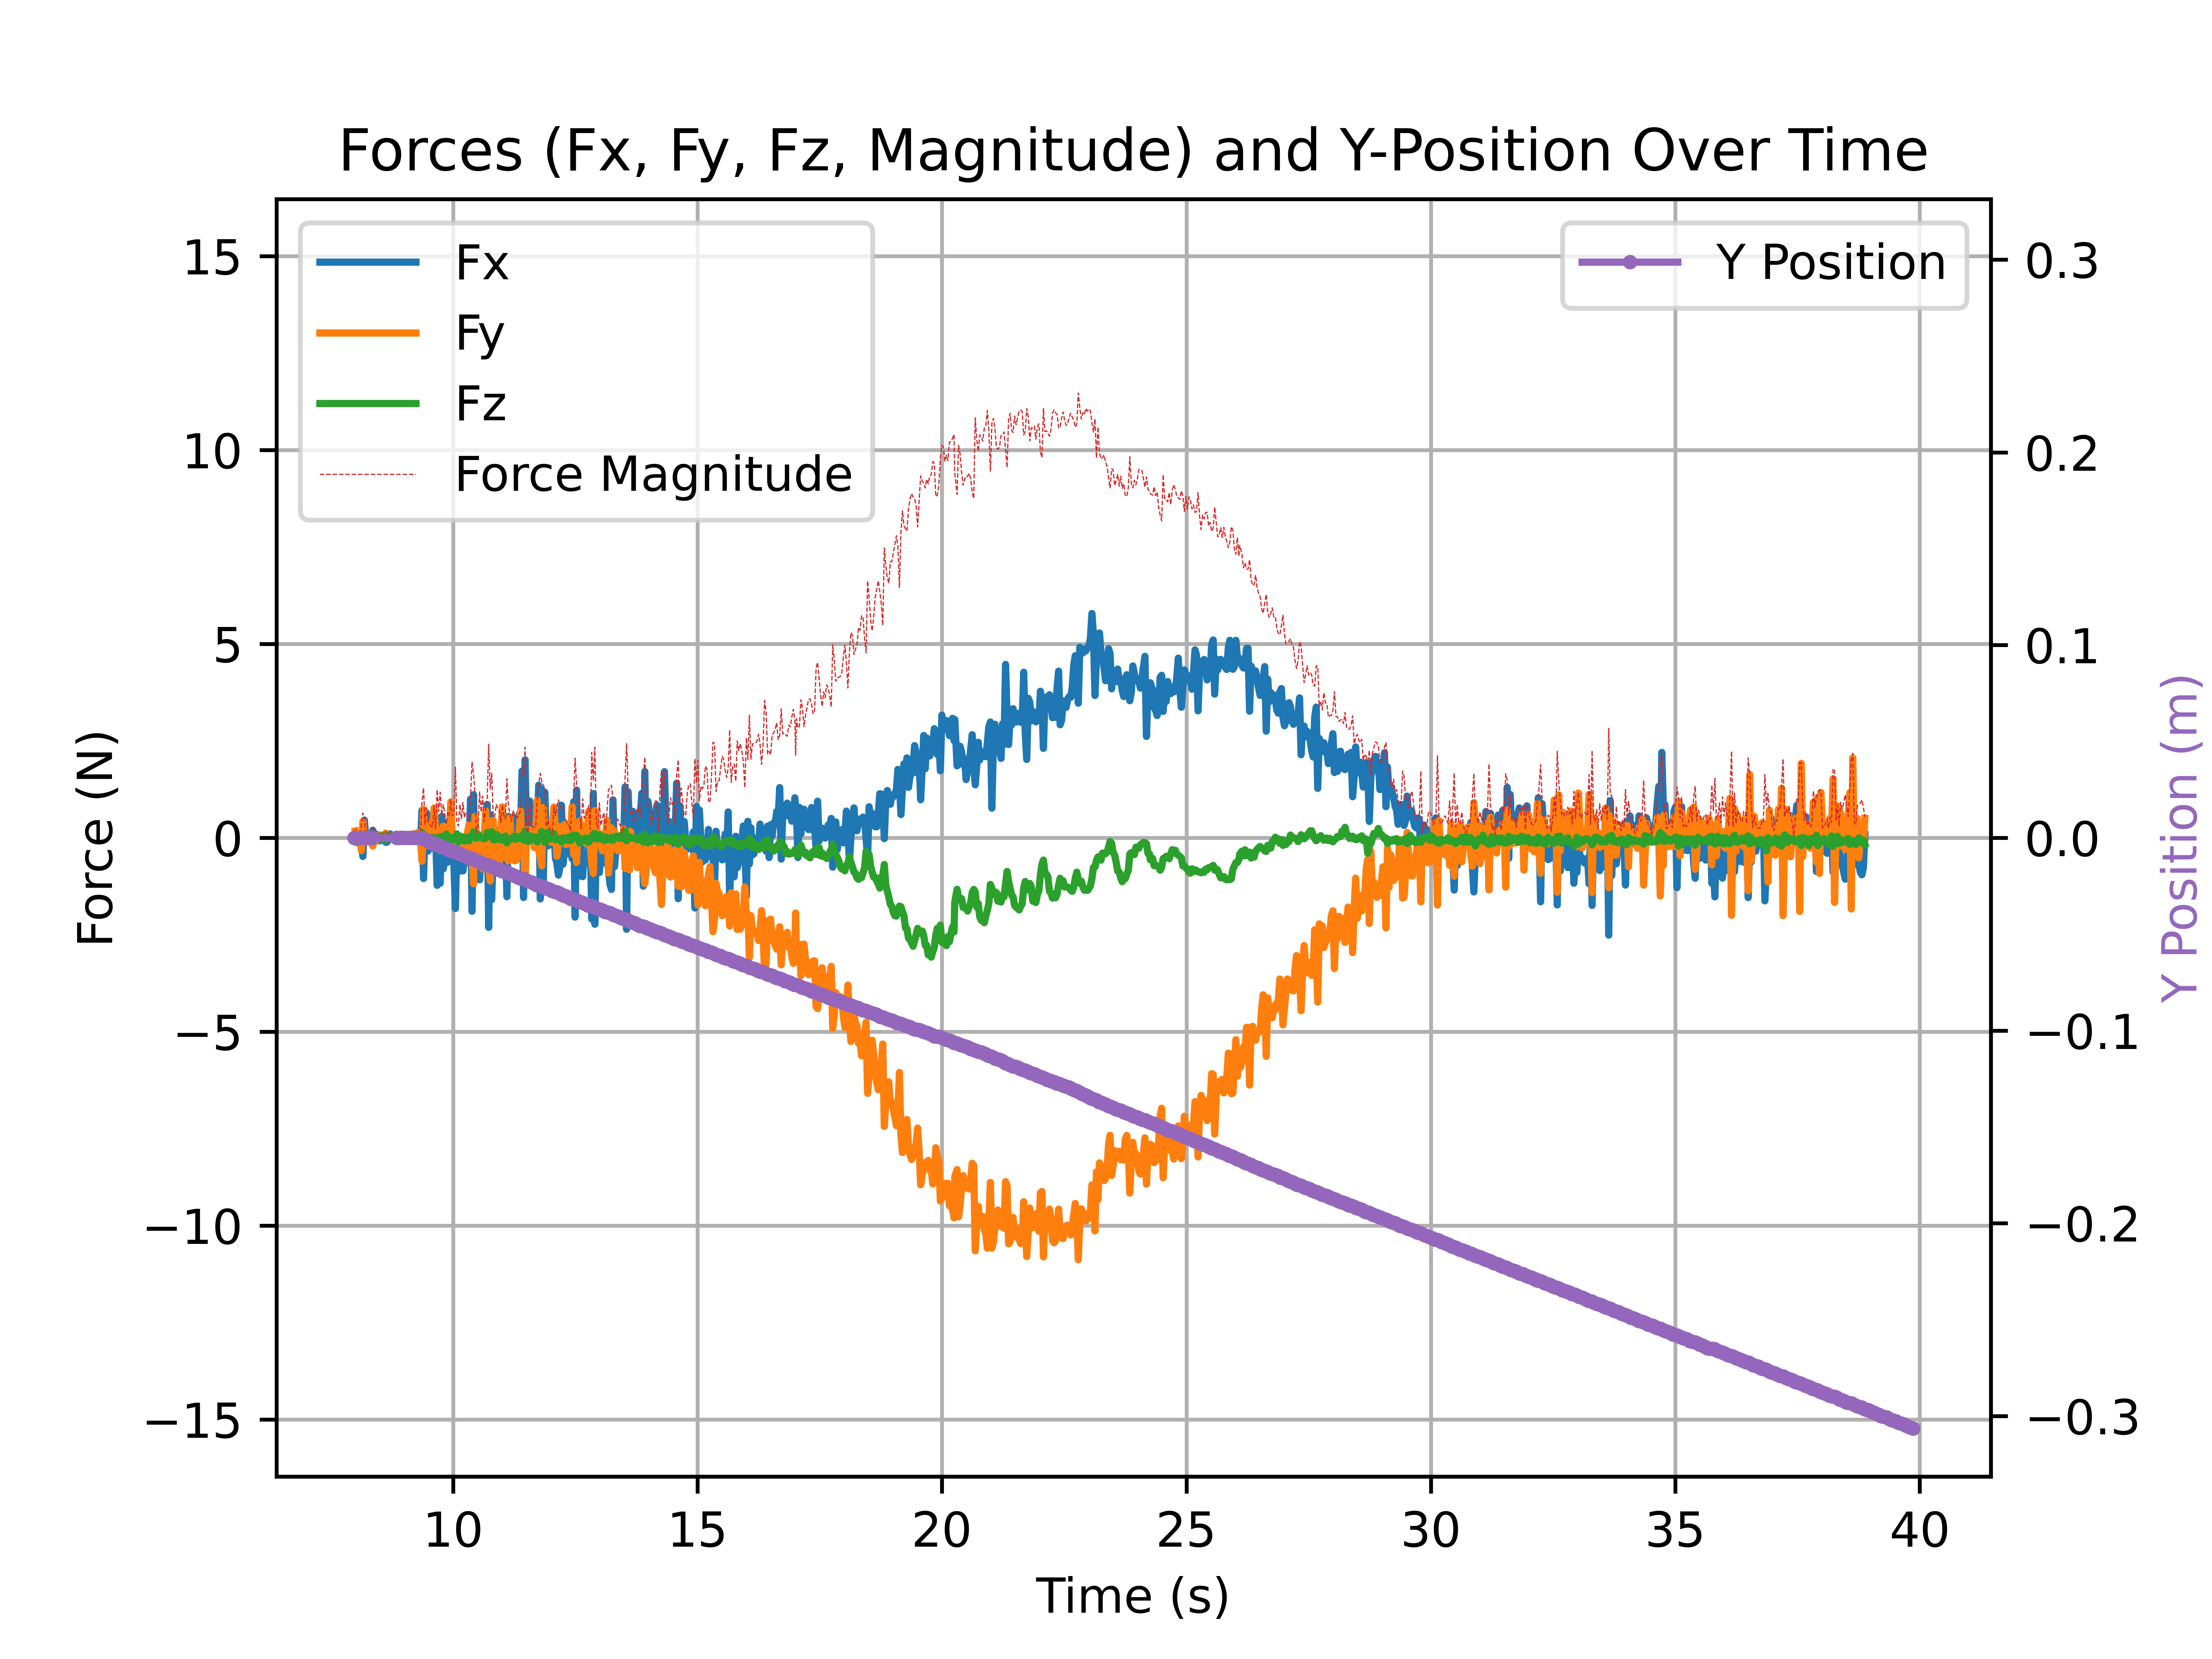 Forces (Fx, Fy, Fz, Magnitude) and Y-Position Over Time
Fx
Fy
Fz
Force Magnitude
Y Position
15
10
5
0
−5
−10
−15
Force (N)
0.3
0.2
0.1
0.0
−0.1
−0.2
−0.3
Y Position (m)
10 15 20 25 30 35 40
Time (s)